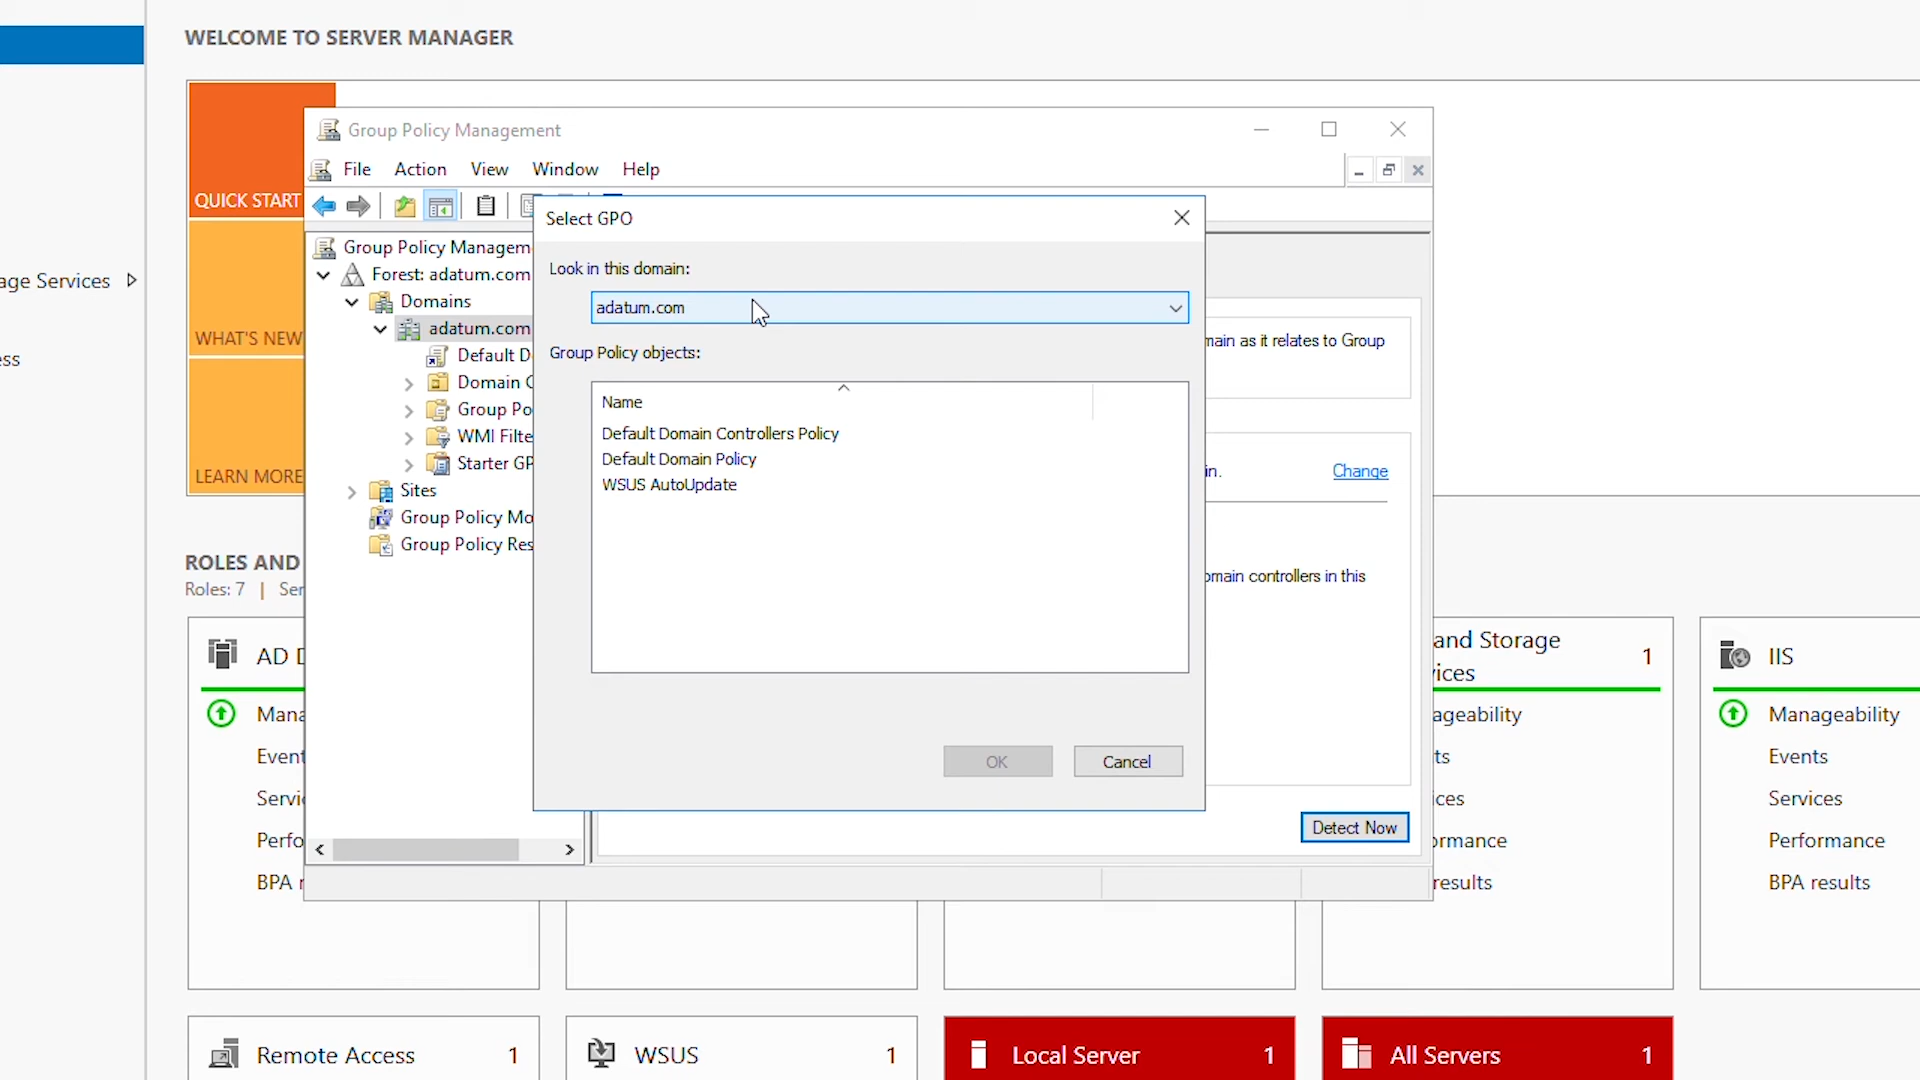 WELCOME TO SERVER MANAGER
QUICK START
WHAT'S NEW
LEARN MORE
age Services
ess
Group Policy Management
File Action View Window Help
Group Policy Managem
Forest: adatum.com
Domains
adatum.com
Default D
Domain C
Group Po
WMI Filte
Starter GP
Sites
Group Policy Mo
Group Policy Res
Select GPO
Look in this domain:
adatum.com
Group Policy objects:
Name
Default Domain Controllers Policy
Default Domain Policy
WSUS AutoUpdate
OK Cancel
main as it relates to Group
in. Change
omain controllers in this
Detect Now
ROLES AND
Roles: 7 | Ser
AD D
Mana
Event
Servi
Perfo
BPA r
and Storage
ices
1
ageability
ts
ices
ormance
results
IIS
Manageability
Events
Services
Performance
BPA results
Remote Access 1
WSUS 1
Local Server 1
All Servers 1